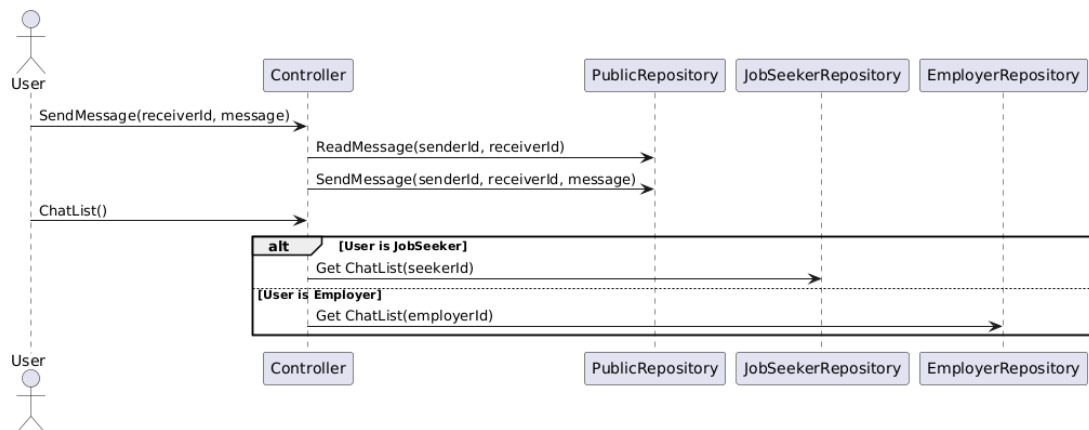 User
Controller
PublicRepository
JobSeekerRepository
EmployerRepository
SendMessage(receiverId, message)
ReadMessage(senderId, receiverId)
SendMessage(senderId, receiverId, message)
ChatList()
alt [User is JobSeeker]
Get ChatList(seekerId)
[User is Employer]
Get ChatList(employerId)
User
Controller
PublicRepository
JobSeekerRepository
EmployerRepository